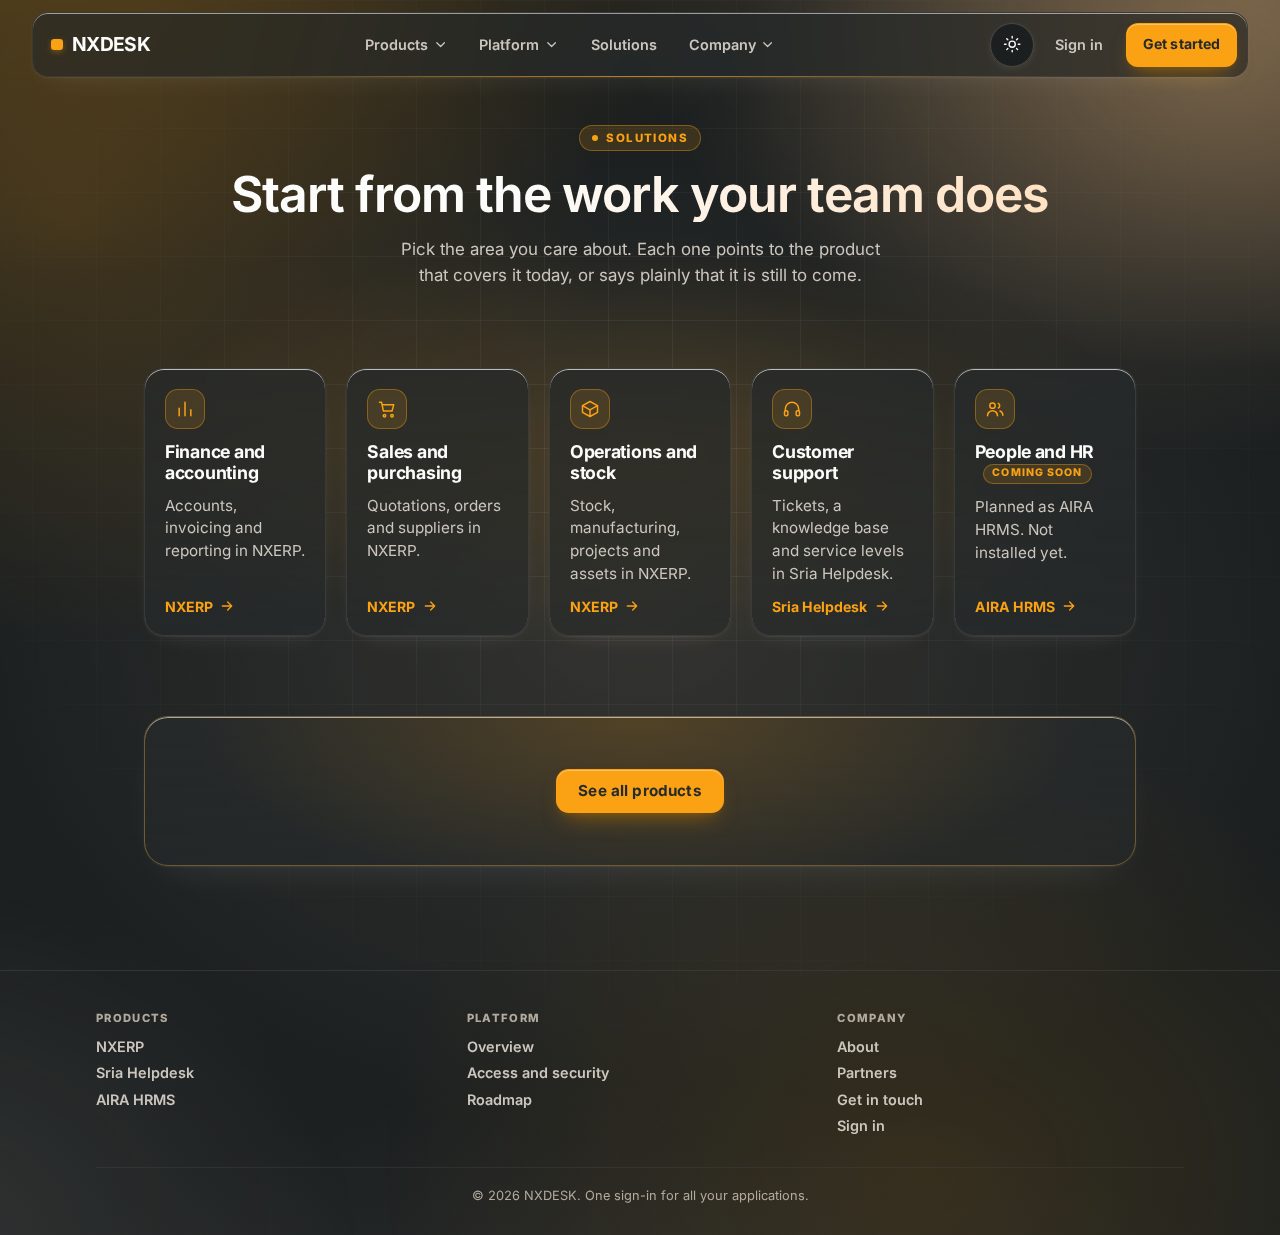 NXDESK
Products
Platform
Solutions
Company
Sign in
Get started
SOLUTIONS
Start from the work your team does
Pick the area you care about. Each one points to the product
that covers it today, or says plainly that it is still to come.
Finance and
accounting
Accounts,
invoicing and
reporting in NXERP.
NXERP
Sales and
purchasing
Quotations, orders
and suppliers in
NXERP.
NXERP
Operations and
stock
Stock,
manufacturing,
projects and
assets in NXERP.
NXERP
Customer
support
Tickets, a
knowledge base
and service levels
in Sria Helpdesk.
Sria Helpdesk
People and HR
COMING SOON
Planned as AIRA
HRMS. Not
installed yet.
AIRA HRMS
See all products
PRODUCTS
NXERP
Sria Helpdesk
AIRA HRMS
PLATFORM
Overview
Access and security
Roadmap
COMPANY
About
Partners
Get in touch
Sign in
© 2026 NXDESK. One sign-in for all your applications.